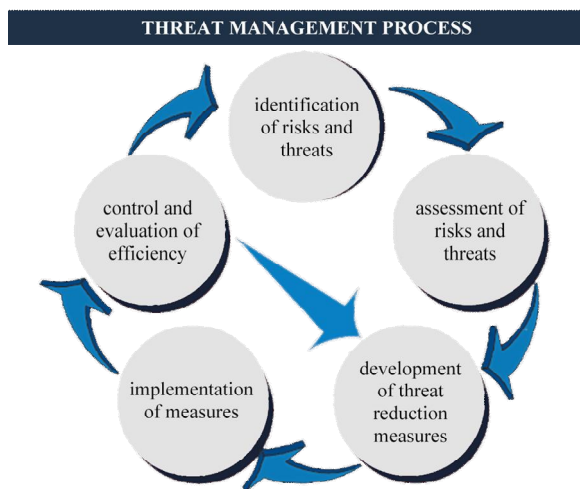 THREAT MANAGEMENT PROCESS
identification
of risks and
threats
assessment of
risks and
threats
development
of threat
reduction
measures
implementation
of measures
control and
evaluation of
efficiency